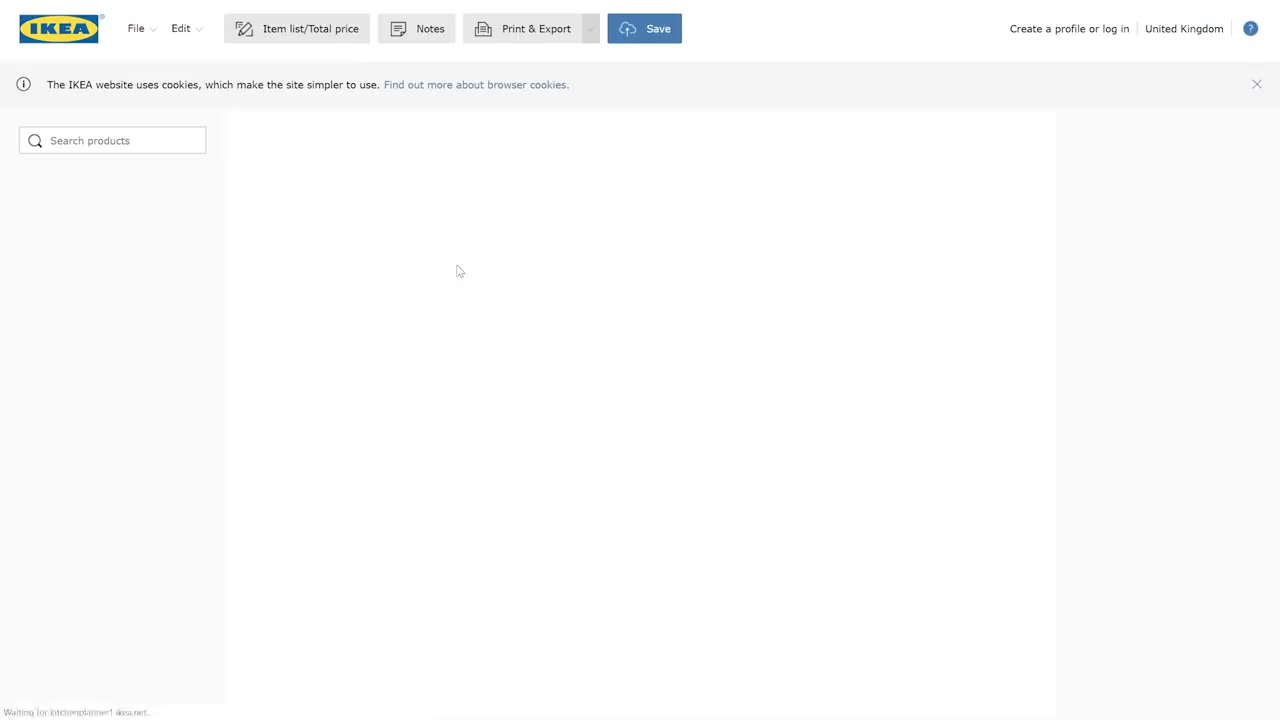 IKEA®
File Edit Item list/Total price Notes Print & Export Save Create a profile or log in United Kingdom ?
The IKEA website uses cookies, which make the site simpler to use. Find out more about browser cookies.
Search products
Waiting for